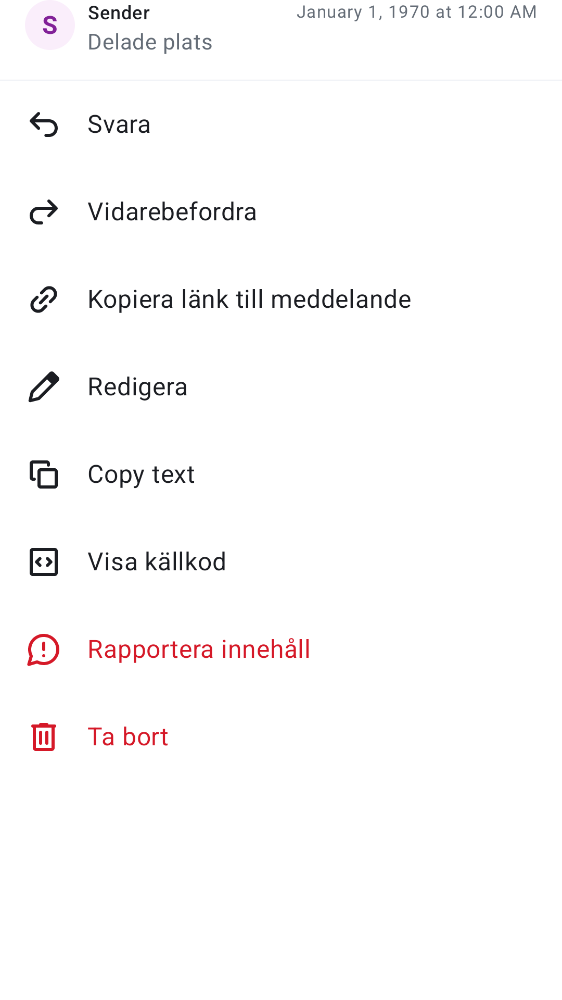 S
Sender
January 1, 1970 at 12:00 AM
Delade plats
Svara
Vidarebefordra
Kopiera länk till meddelande
Redigera
Copy text
Visa källkod
Rapportera innehåll
Ta bort